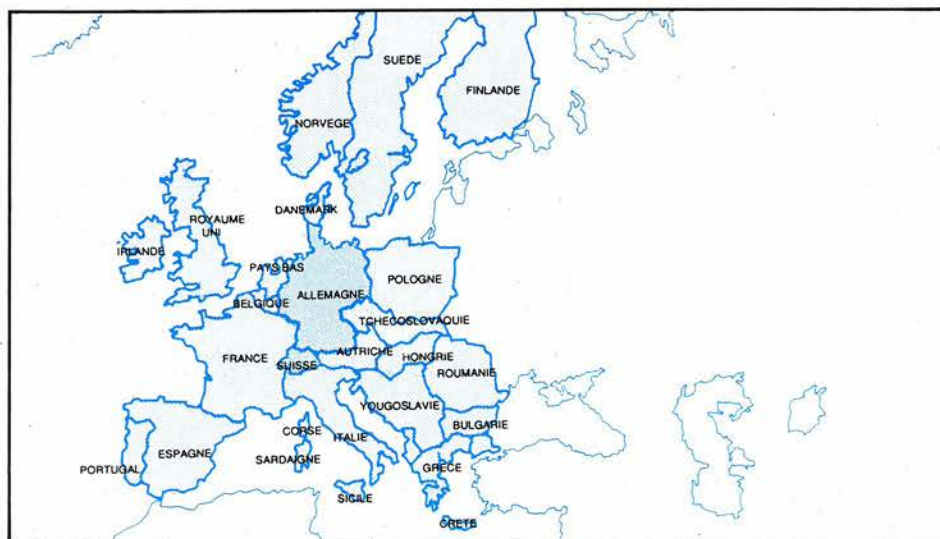 SUEDE
FINLANDE
NORVEGE
DANEMARK
ROYAUME
UNI
IRLANDE
PAYS BAS
POLOGNE
ALLEMAGNE
BELGIQUE
TCHECOSLOVAQUIE
AUTRICHE
HONGRIE
FRANCE
SUISSE
ROUMANIE
YOUGOSLAVIE
BULGARIE
CORSE
ITALIE
ESPAGNE
SARDAIGNE
PORTUGAL
GRECE
SICILE
CRETE